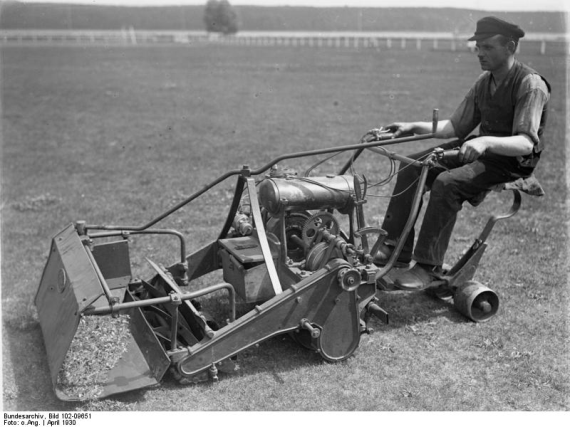 Bundesarchiv, Bild 102-09651
Foto: o.Ang. | April 1930